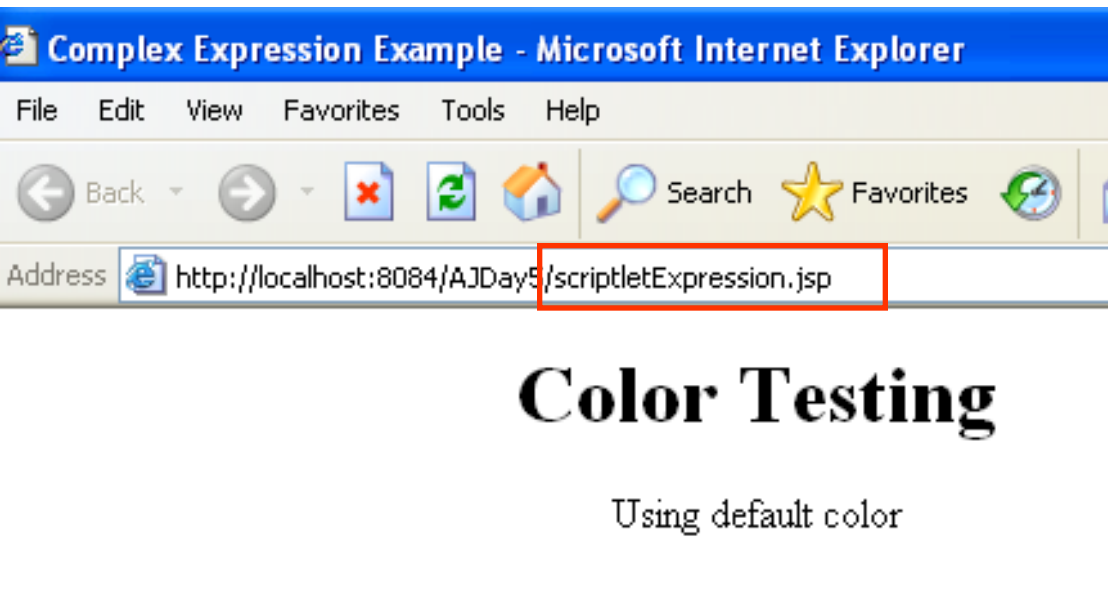 Complex Expression Example - Microsoft Internet Explorer
File Edit View Favorites Tools Help
Back Search Favorites
Address http://localhost:8084/AJDay5/scriptletExpression.jsp
Color Testing
Using default color